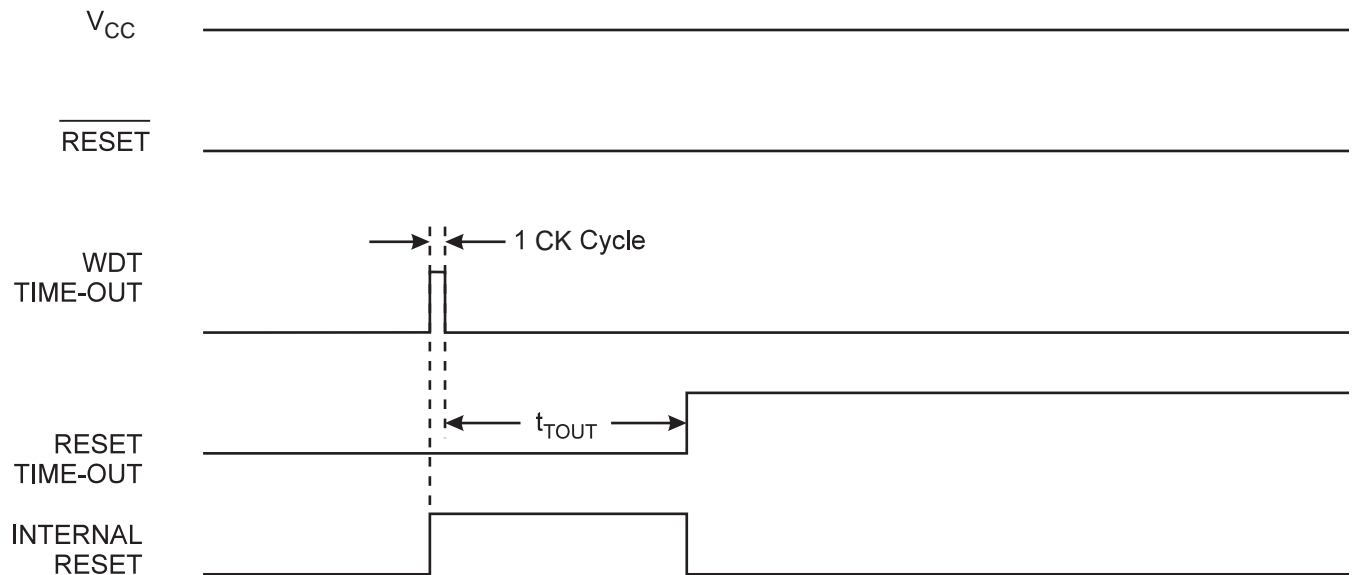 VCC
RESET
1 CK Cycle
WDT
TIME-OUT
tTOUT
RESET
TIME-OUT
INTERNAL
RESET